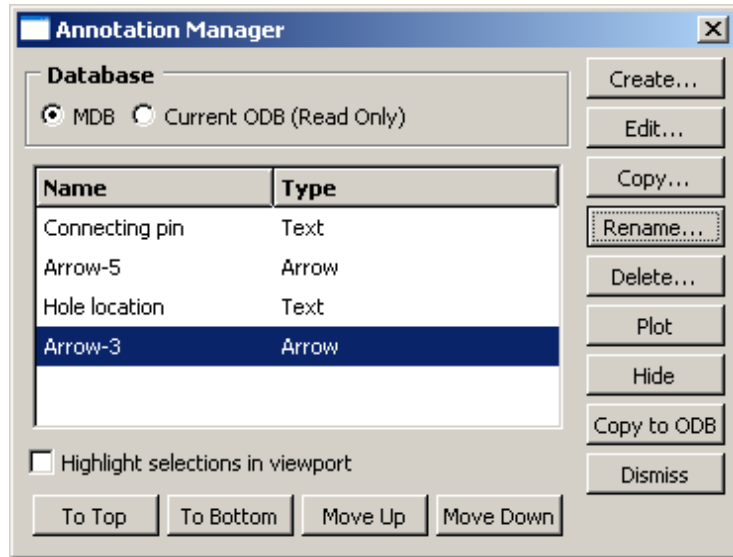 Annotation Manager
Database
MDB Current ODB (Read Only)
Name Type
Connecting pin Text
Arrow-5 Arrow
Hole location Text
Arrow-3 Arrow
Highlight selections in viewport
To Top To Bottom Move Up Move Down
Create...
Edit...
Copy...
Rename...
Delete...
Plot
Hide
Copy to ODB
Dismiss